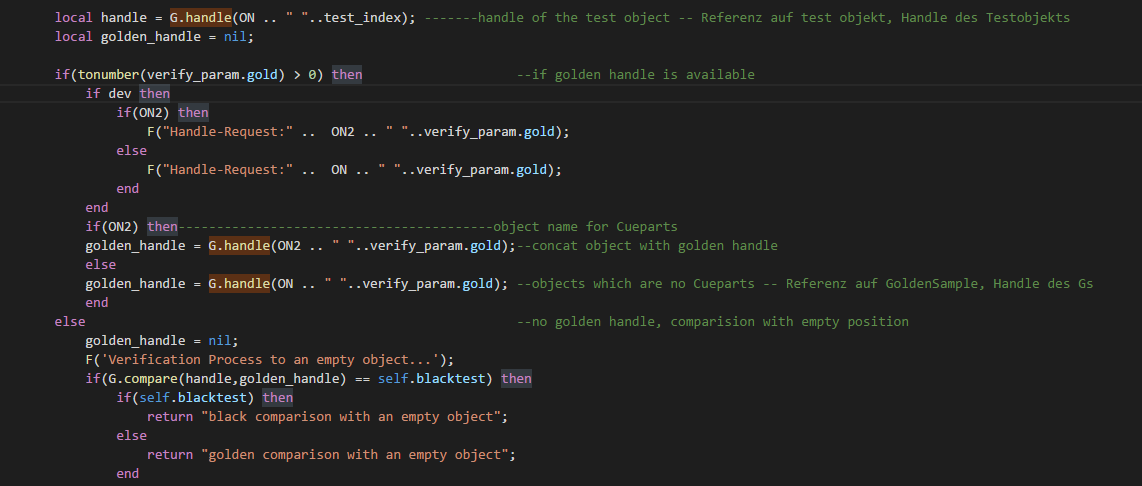 local handle = G.handle(ON .. " "..test_index); -------handle of the test object -- Referenz auf test objekt, Handle des Testobjekts
local golden_handle = nil;
if(tonumber(verify_param.gold) > 0) then --if golden handle is available
if dev then
if(ON2) then
F("Handle-Request:" .. ON2 .. " "..verify_param.gold);
else
F("Handle-Request:" .. ON .. " "..verify_param.gold);
end
end
if(ON2) then----------------------------------------object name for Cueparts
golden_handle = G.handle(ON2 .. " "..verify_param.gold);--concat object with golden handle
else
golden_handle = G.handle(ON .. " "..verify_param.gold); --objects which are no Cueparts -- Referenz auf GoldenSample, Handle des Gs
end
else --no golden handle, comparision with empty position
golden_handle = nil;
F('Verification Process to an empty object...');
if(G.compare(handle,golden_handle) == self.blacktest) then
if(self.blacktest) then
return "black comparison with an empty object";
else
return "golden comparison with an empty object";
end